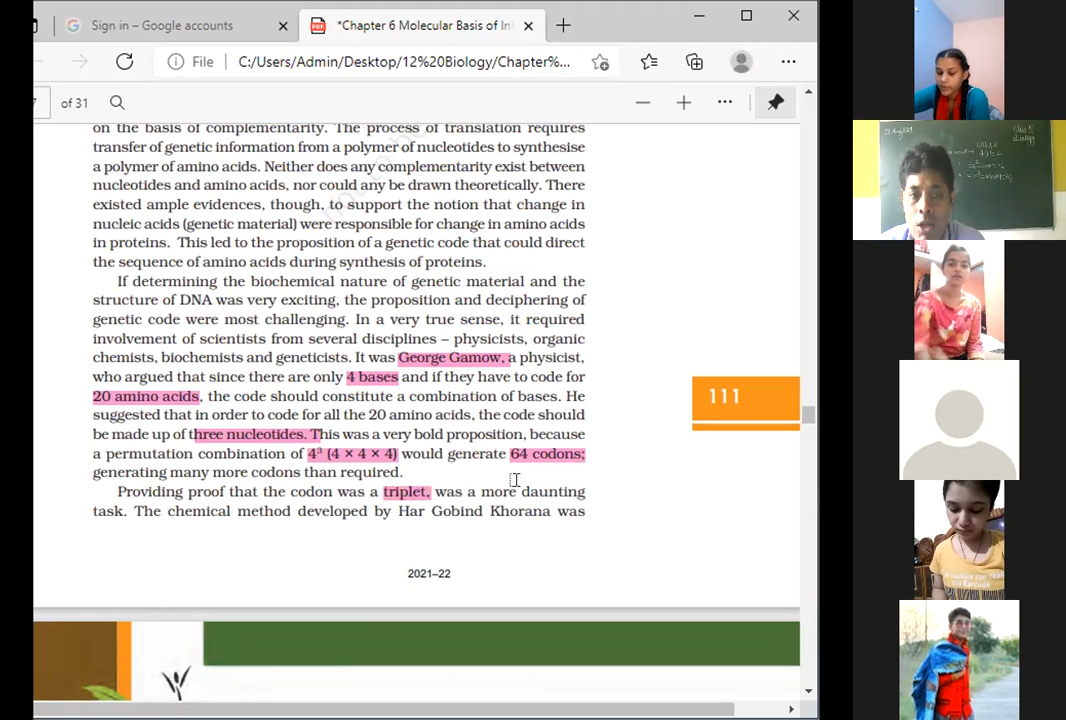 Sign in – Google accounts
*Chapter 6 Molecular Basis of In
File
C:/Users/Admin/Desktop/12%20Biology/Chapter%...
of 31
on the basis of complementarity. The process of translation requires
transfer of genetic information from a polymer of nucleotides to synthesise
a polymer of amino acids. Neither does any complementarity exist between
nucleotides and amino acids, nor could any be drawn theoretically. There
existed ample evidences, though, to support the notion that change in
nucleic acids (genetic material) were responsible for change in amino acids
in proteins. This led to the proposition of a genetic code that could direct
the sequence of amino acids during synthesis of proteins.
If determining the biochemical nature of genetic material and the
structure of DNA was very exciting, the proposition and deciphering of
genetic code were most challenging. In a very true sense, it required
involvement of scientists from several disciplines – physicists, organic
chemists, biochemists and geneticists. It was George Gamow, a physicist,
who argued that since there are only 4 bases and if they have to code for
20 amino acids, the code should constitute a combination of bases. He
suggested that in order to code for all the 20 amino acids, the code should
be made up of three nucleotides. This was a very bold proposition, because
a permutation combination of 4³ (4 × 4 × 4) would generate 64 codons;
generating many more codons than required.
Providing proof that the codon was a triplet, was a more daunting
task. The chemical method developed by Har Gobind Khorana was
111
2021–22